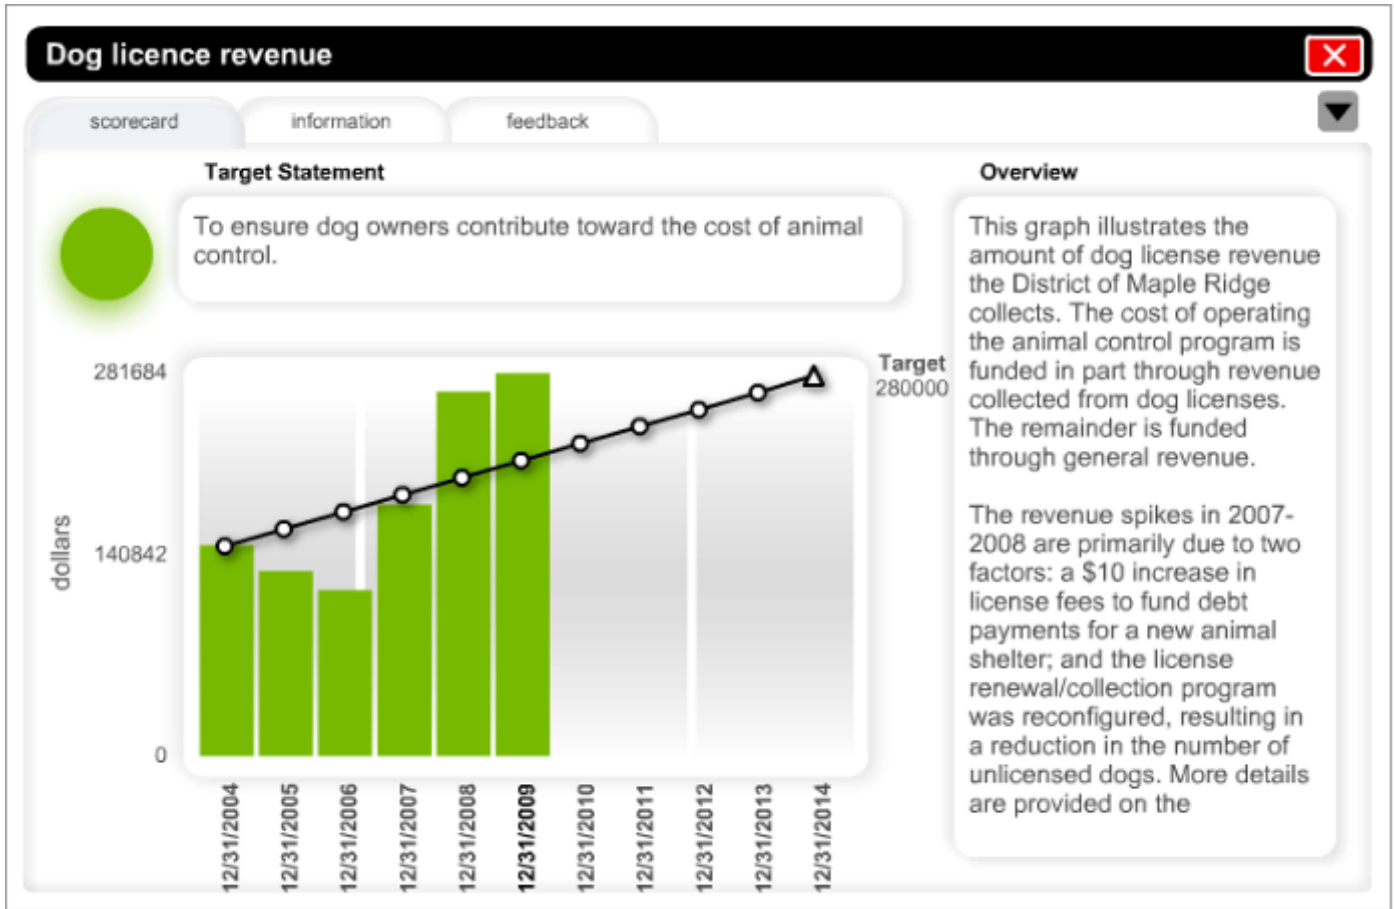 Dog licence revenue
scorecard
information
feedback
Target Statement
To ensure dog owners contribute toward the cost of animal
control.
281684
140842
0
dollars
Target
280000
12/31/2004
12/31/2005
12/31/2006
12/31/2007
12/31/2008
12/31/2009
12/31/2010
12/31/2011
12/31/2012
12/31/2013
12/31/2014
Overview
This graph illustrates the
amount of dog license revenue
the District of Maple Ridge
collects. The cost of operating
the animal control program is
funded in part through revenue
collected from dog licenses.
The remainder is funded
through general revenue.
The revenue spikes in 2007-
2008 are primarily due to two
factors: a $10 increase in
license fees to fund debt
payments for a new animal
shelter; and the license
renewal/collection program
was reconfigured, resulting in
a reduction in the number of
unlicensed dogs. More details
are provided on the